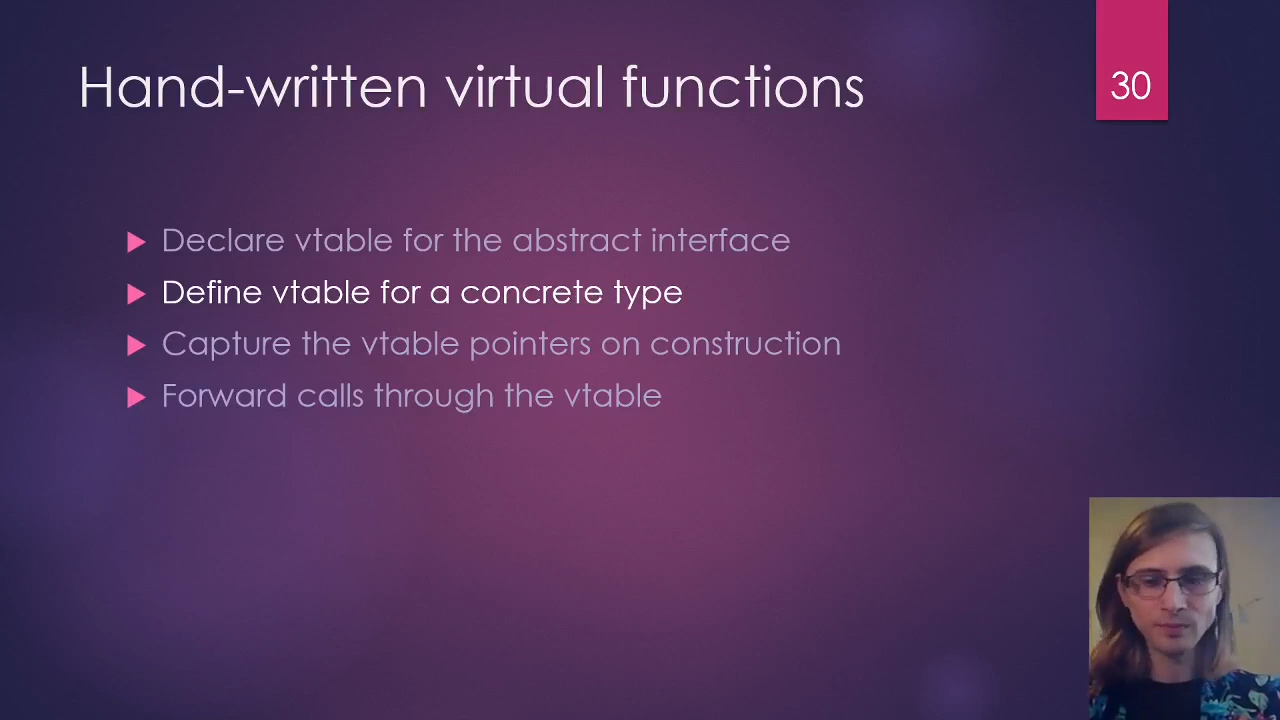 Hand-written virtual functions
30
Declare vtable for the abstract interface
Define vtable for a concrete type
Capture the vtable pointers on construction
Forward calls through the vtable